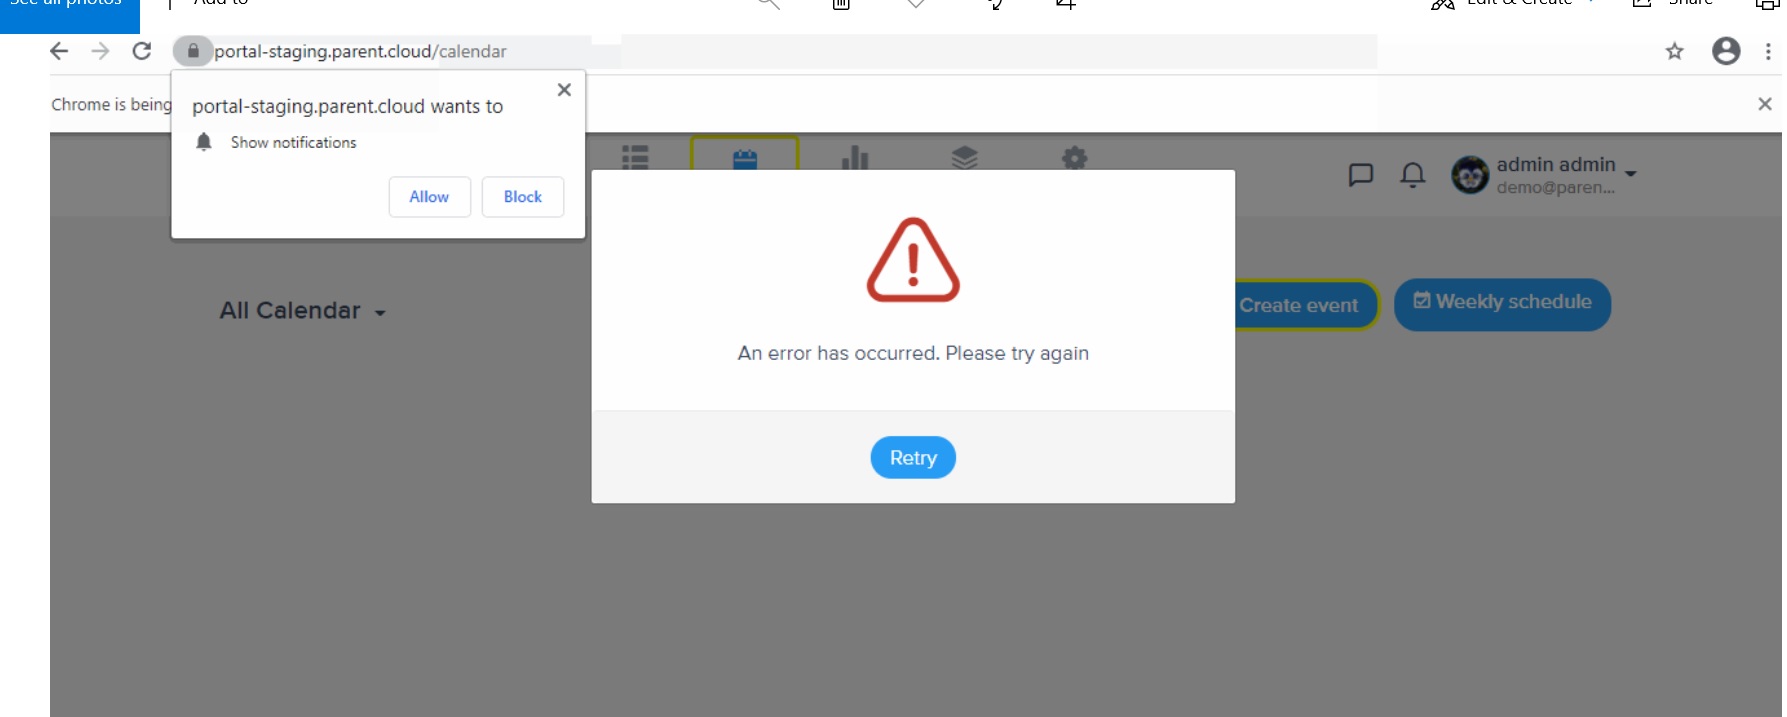 See all photos
Add to
Edit & Create
Share
portal-staging.parent.cloud/calendar
Chrome is being
portal-staging.parent.cloud wants to
Show notifications
Allow
Block
admin admin
demo@paren...
All Calendar
Create event
Weekly schedule
An error has occurred. Please try again
Retry